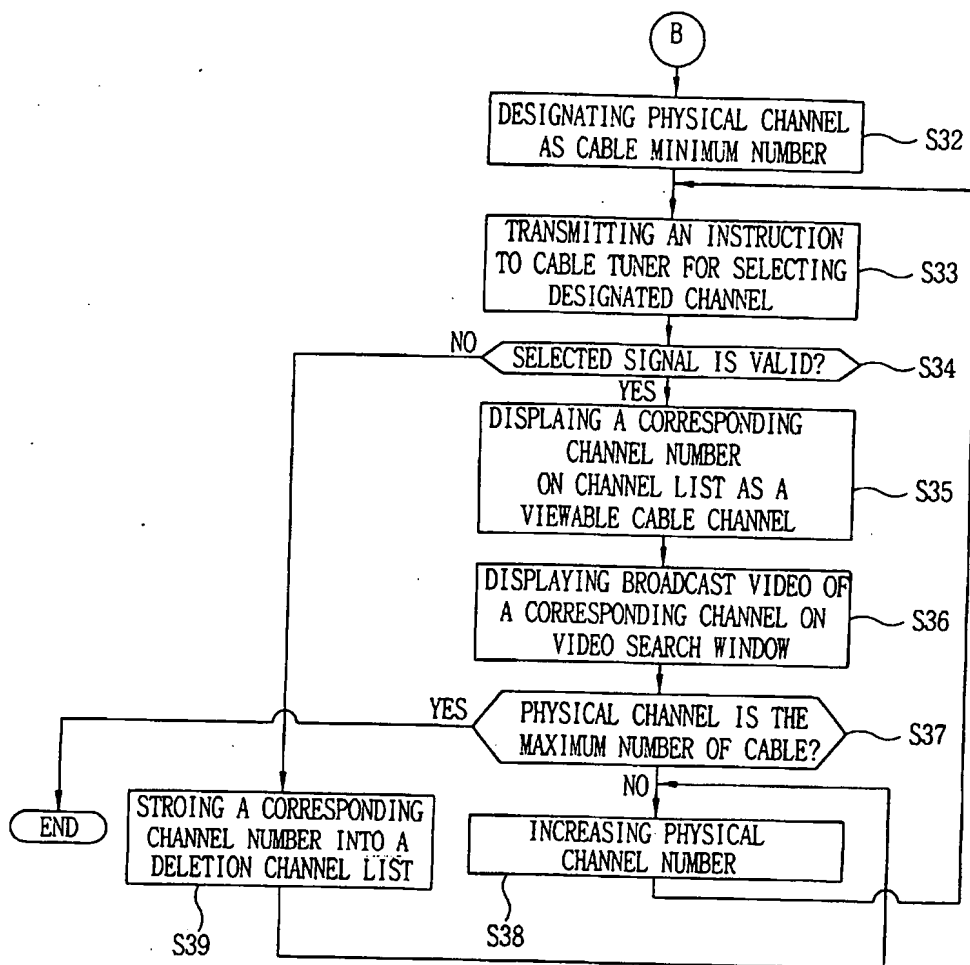 B
DESIGNATING PHYSICAL CHANNEL
AS CABLE MINIMUM NUMBER
S32
TRANSMITTING AN INSTRUCTION
TO CABLE TUNER FOR SELECTING
DESIGNATED CHANNEL
S33
NO
SELECTED SIGNAL IS VALID?
S34
YES
DISPLAING A CORRESPONDING
CHANNEL NUMBER
ON CHANNEL LIST AS A
VIEWABLE CABLE CHANNEL
S35
DISPLAYING BROADCAST VIDEO OF
A CORRESPONDING CHANNEL ON
VIDEO SEARCH WINDOW
S36
YES
PHYSICAL CHANNEL IS THE
MAXIMUM NUMBER OF CABLE?
S37
NO
END
STROING A CORRESPONDING
CHANNEL NUMBER INTO A
DELETION CHANNEL LIST
S39
INCREASING PHYSICAL
CHANNEL NUMBER
S38